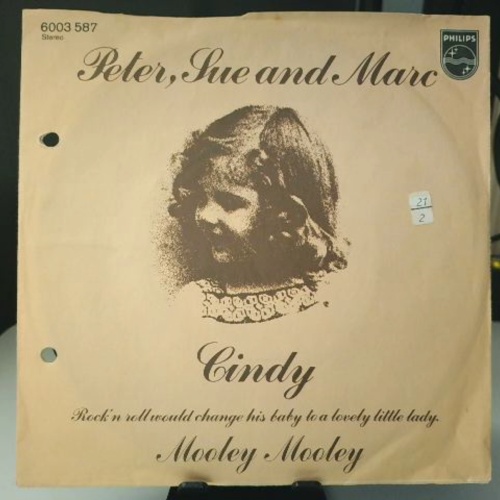 6003 587
Stereo
PHILIPS
Peter, Sue and Marc
21
2
Cindy
Rock'n roll would change his baby to a lovely little lady.
Mooley Mooley